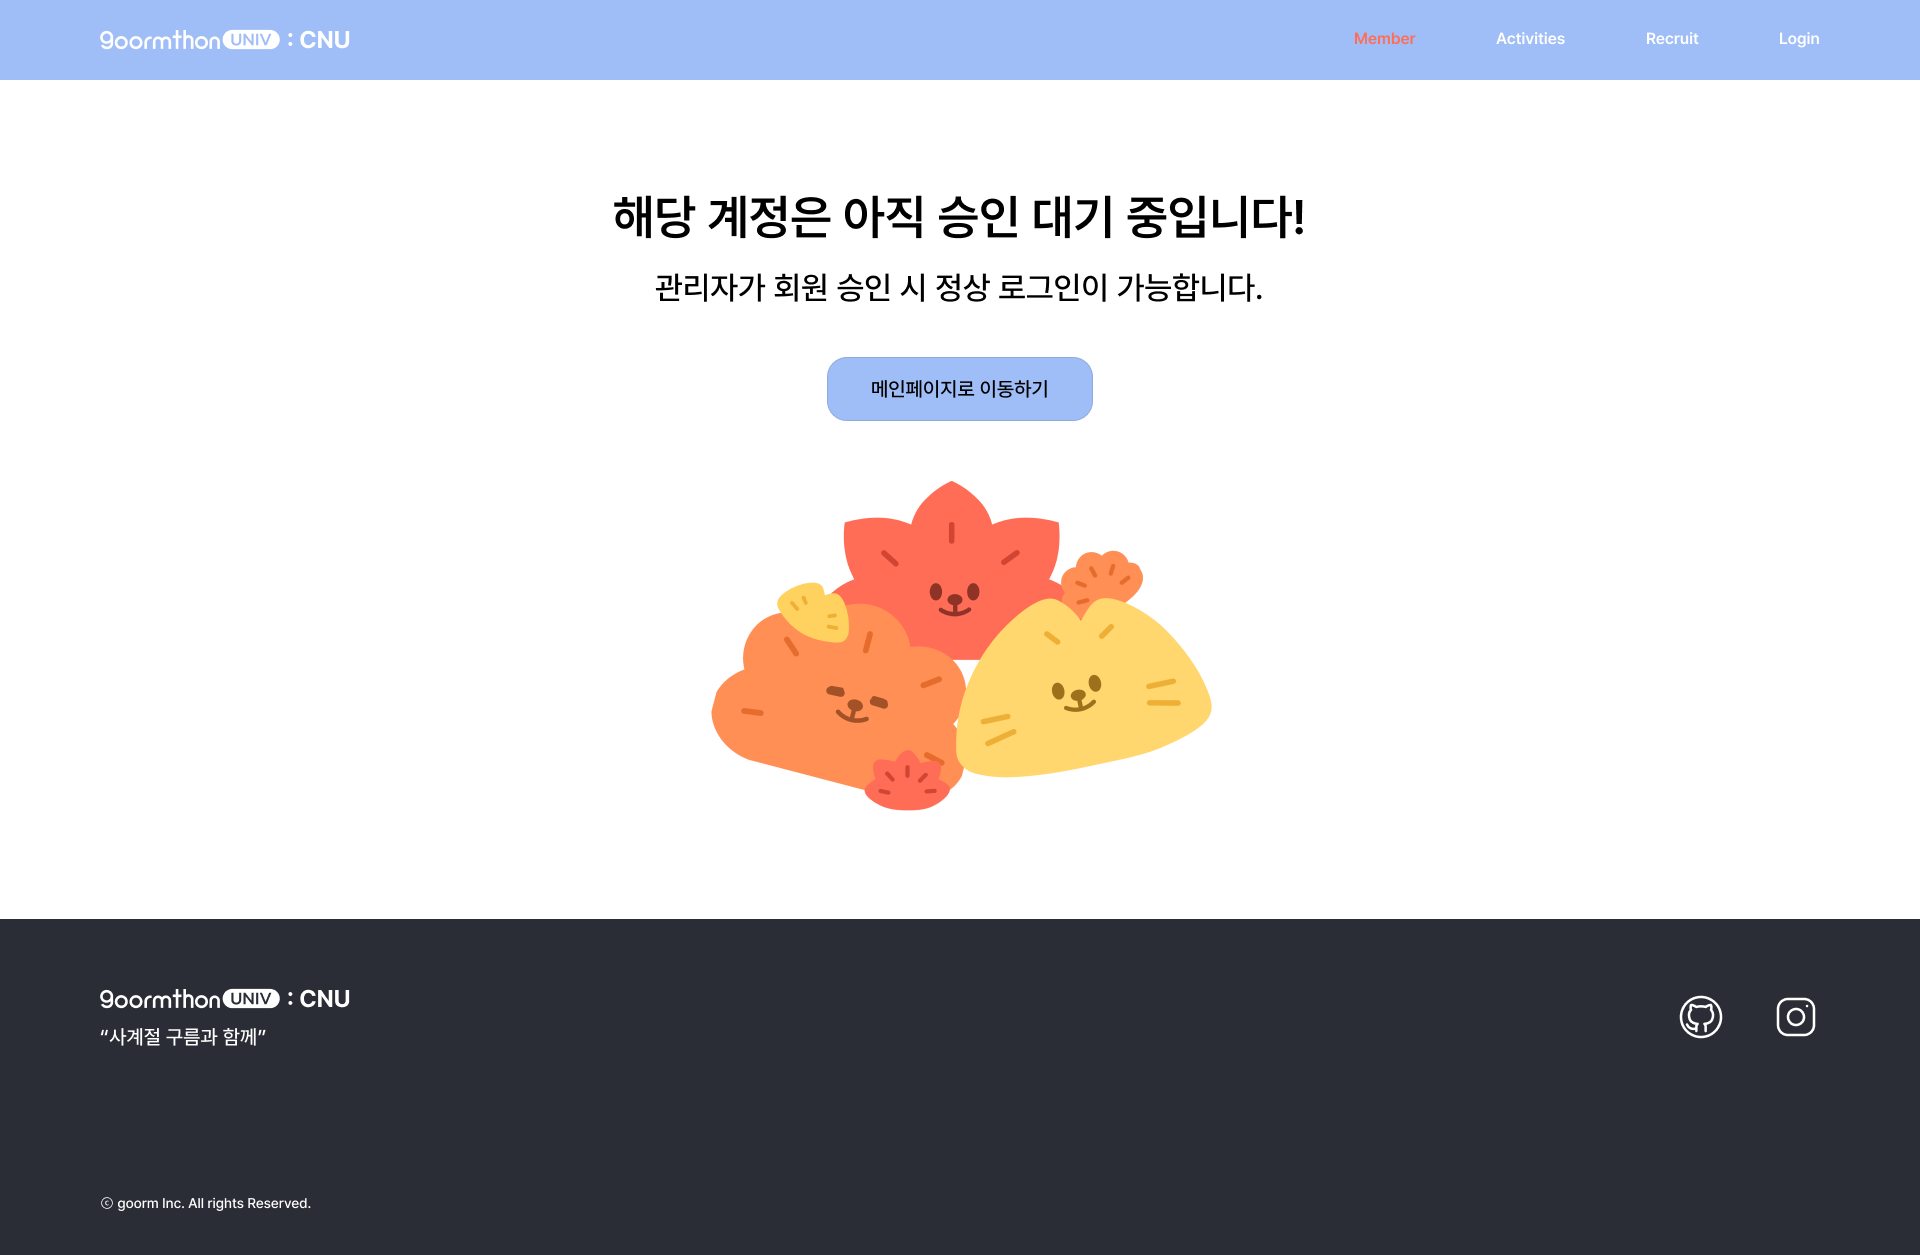 goormthon UNIV : CNU
Member
Activities
Recruit
Login
해당 계정은 아직 승인 대기 중입니다!
관리자가 회원 승인 시 정상 로그인이 가능합니다.
메인페이지로 이동하기
goormthon UNIV : CNU
“사계절 구름과 함께”
ⓒ goorm Inc. All rights Reserved.